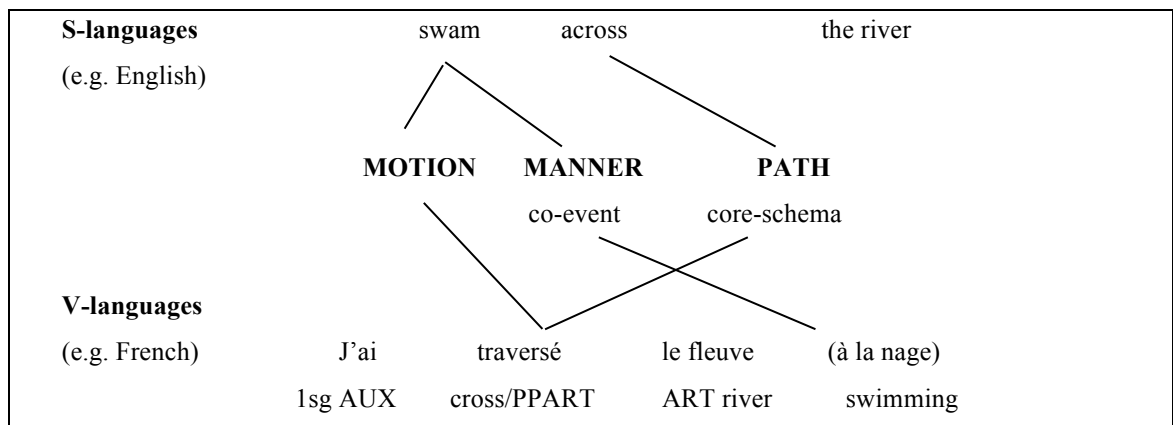 S-languages swam across the river
(e.g. English)
MOTION MANNER PATH
co-event core-schema
V-languages
(e.g. French) J’ai traversé le fleuve (à la nage)
1sg AUX cross/PPART ART river swimming